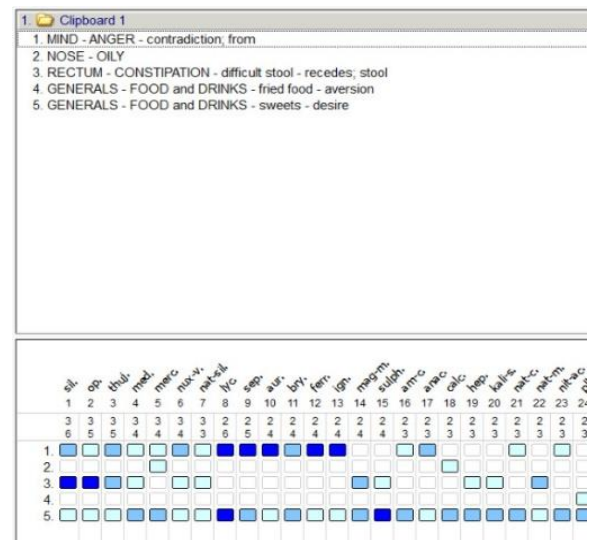 1. Clipboard 1
1. MIND - ANGER - contradiction; from
2. NOSE - OILY
3. RECTUM - CONSTIPATION - difficult stool - recedes; stool
4. GENERALS - FOOD and DRINKS - fried food - aversion
5. GENERALS - FOOD and DRINKS - sweets - desire
sil. op. thuj. med. merc. nux-v. nat-sil. lyc. sep. aur. bry. ferr. ign. mag-m. sulph. am-c. anac. calc. hep. kali-s. nat-c. nat-m. nit-ac.
1 2 3 4 5 6 7 8 9 10 11 12 13 14 15 16 17 18 19 20 21 22 23 24
3 3 3 3 3 3 3 2 2 2 2 2 2 2 2 2 2 2 2 2 2 2 2 2
6 5 5 4 4 4 3 6 5 4 4 4 4 4 4 3 3 3 3 3 3 3 3 3
1.
2.
3.
4.
5.